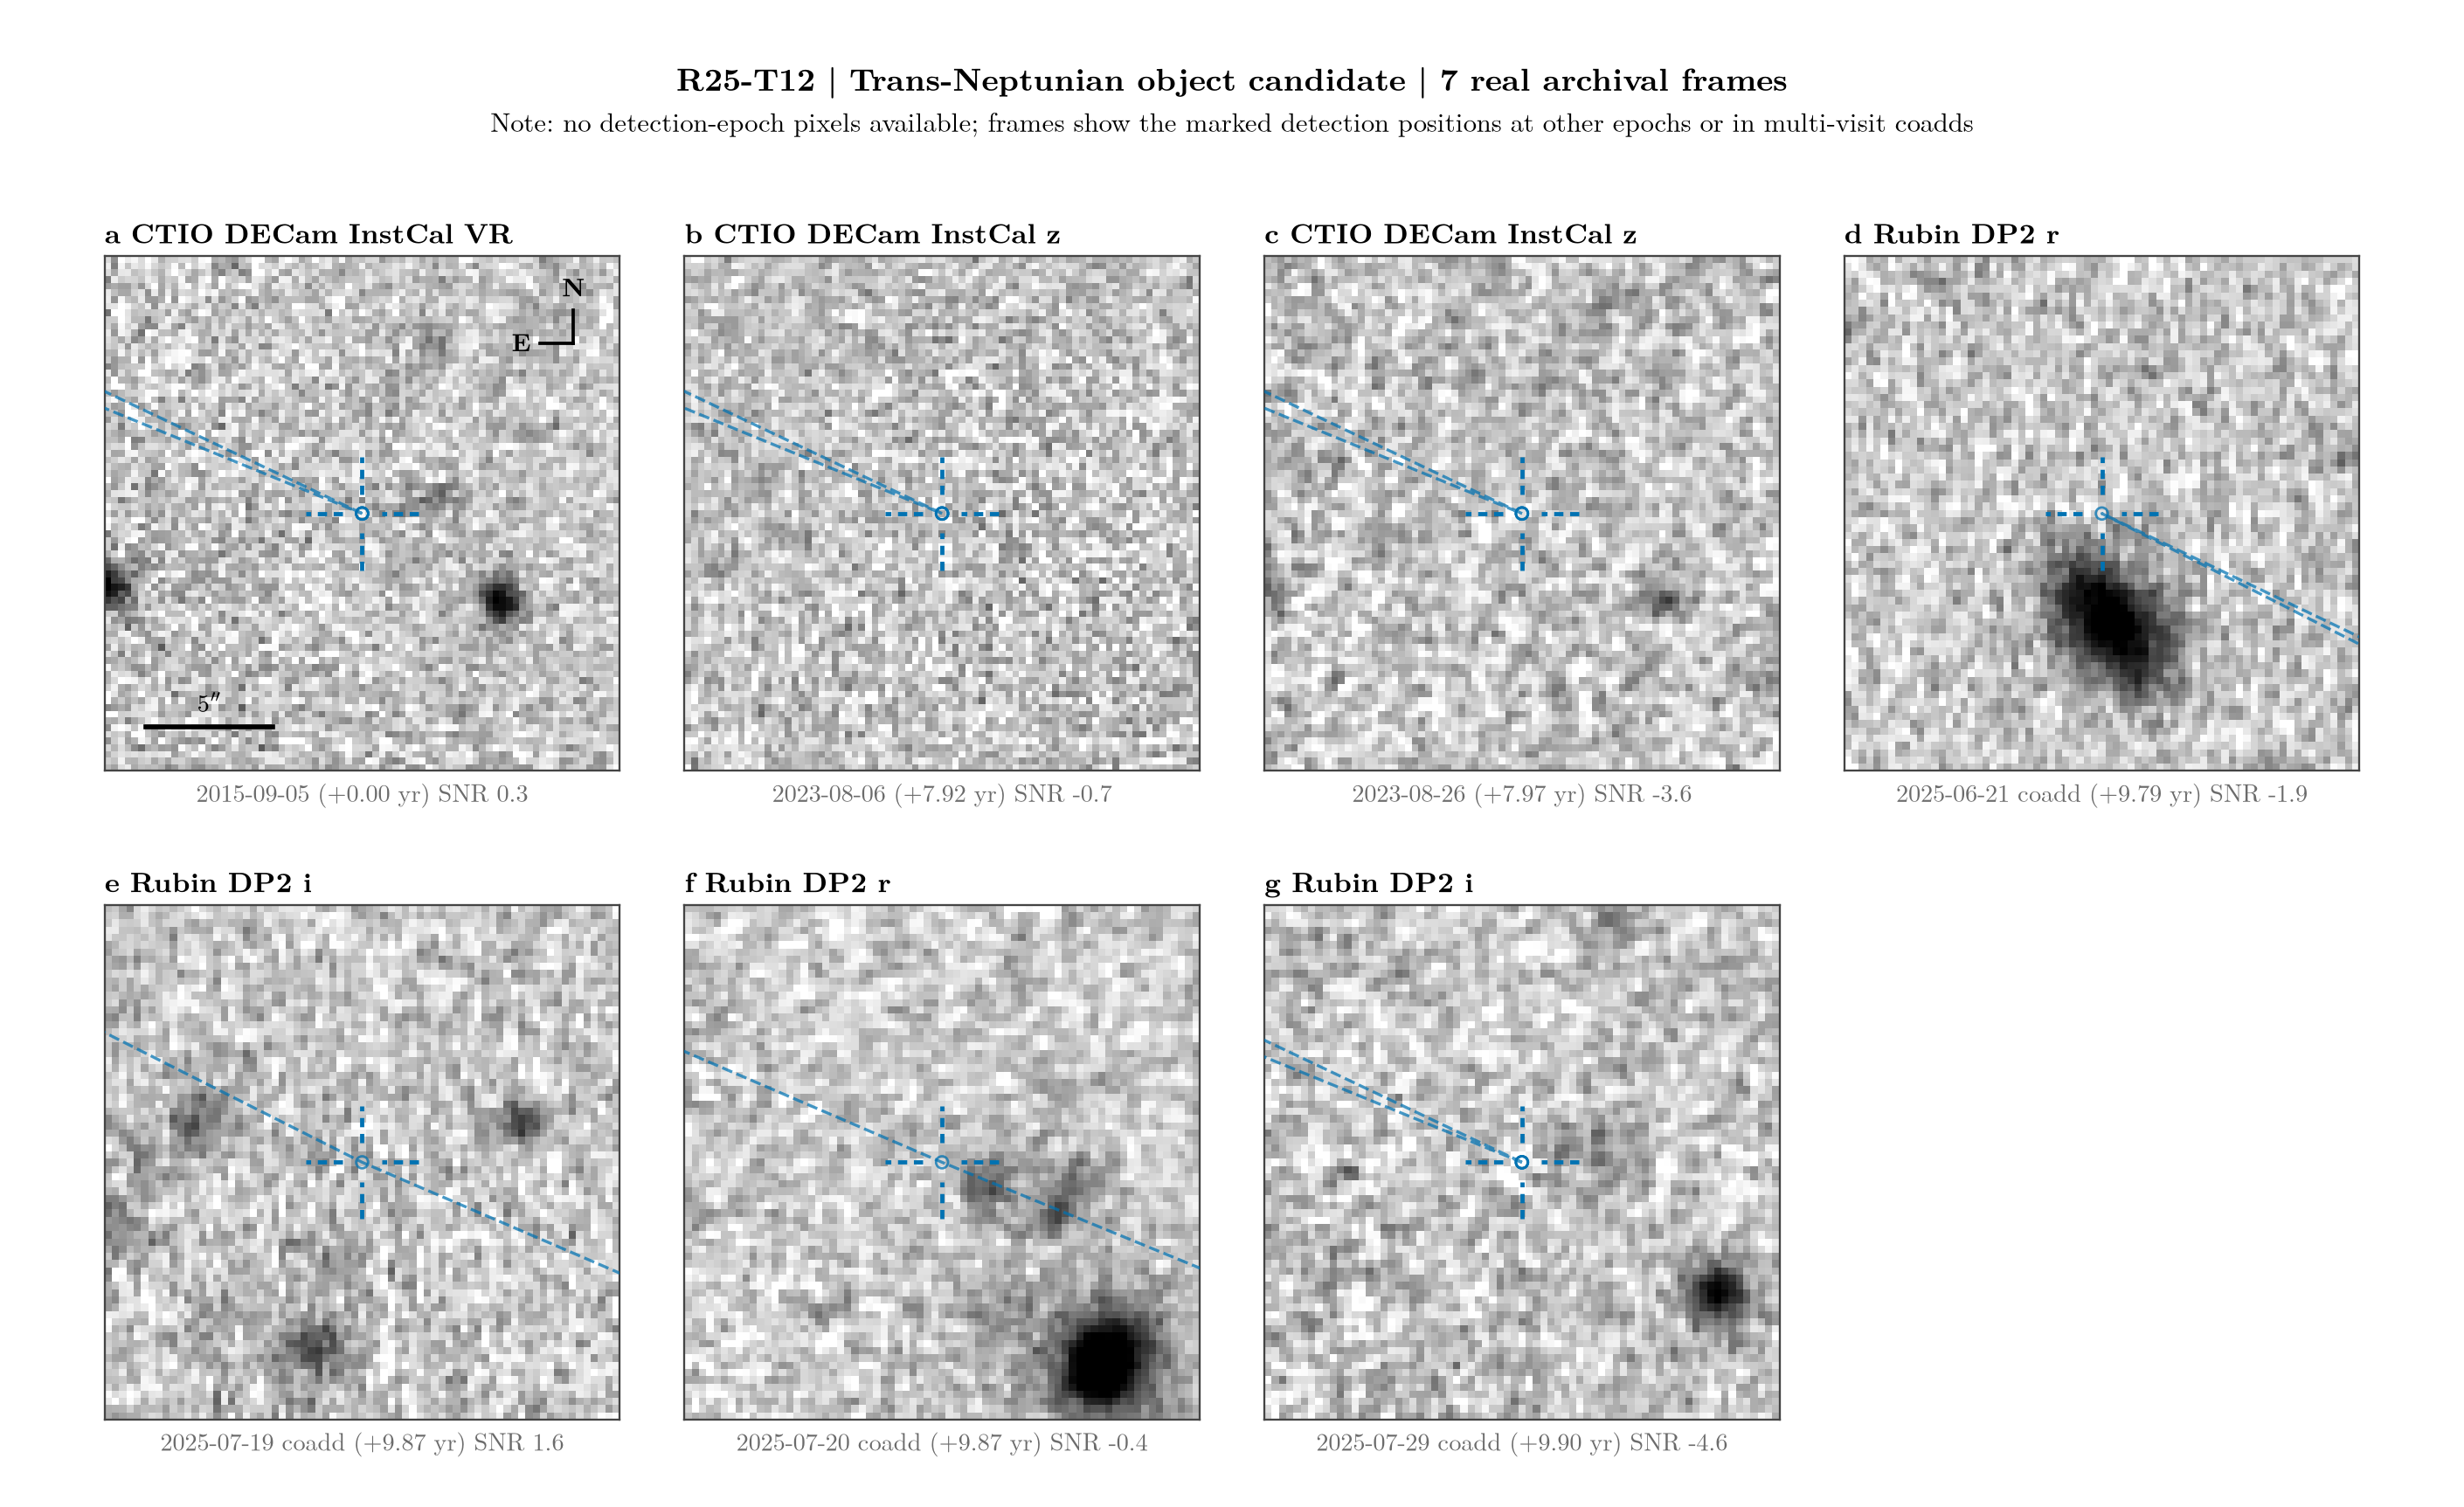 R25-T12 | Trans-Neptunian object candidate | 7 real archival frames
Note: no detection-epoch pixels available; frames show the marked detection positions at other epochs or in multi-visit coadds
a CTIO DECam InstCal VR
b CTIO DECam InstCal z
c CTIO DECam InstCal z
d Rubin DP2 r
N
E
5″
2015-09-05 (+0.00 yr) SNR 0.3
2023-08-06 (+7.92 yr) SNR -0.7
2023-08-26 (+7.97 yr) SNR -3.6
2025-06-21 coadd (+9.79 yr) SNR -1.9
e Rubin DP2 i
f Rubin DP2 r
g Rubin DP2 i
2025-07-19 coadd (+9.87 yr) SNR 1.6
2025-07-20 coadd (+9.87 yr) SNR -0.4
2025-07-29 coadd (+9.90 yr) SNR -4.6